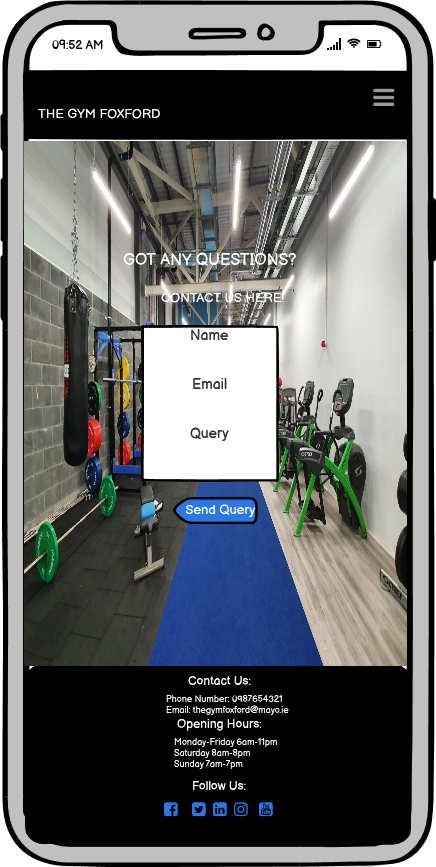 09:52 AM
THE GYM FOXFORD
GOT ANY QUESTIONS?
CONTACT US HERE!
Name
Email
Query
Send Query
Contact Us:
Phone Number: 0987654321
Email: thegymfoxford@mayo.ie
Opening Hours:
Monday-Friday 6am-11pm
Saturday 8am-8pm
Sunday 7am-7pm
Follow Us: